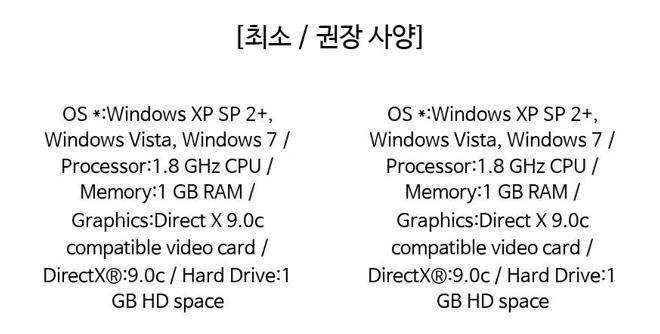 [최소 / 권장 사양]
OS *:Windows XP SP 2+,
Windows Vista, Windows 7 /
Processor:1.8 GHz CPU /
Memory:1 GB RAM /
Graphics:Direct X 9.0c
compatible video card /
DirectX®:9.0c / Hard Drive:1
GB HD space
OS *:Windows XP SP 2+,
Windows Vista, Windows 7 /
Processor:1.8 GHz CPU /
Memory:1 GB RAM /
Graphics:Direct X 9.0c
compatible video card /
DirectX®:9.0c / Hard Drive:1
GB HD space